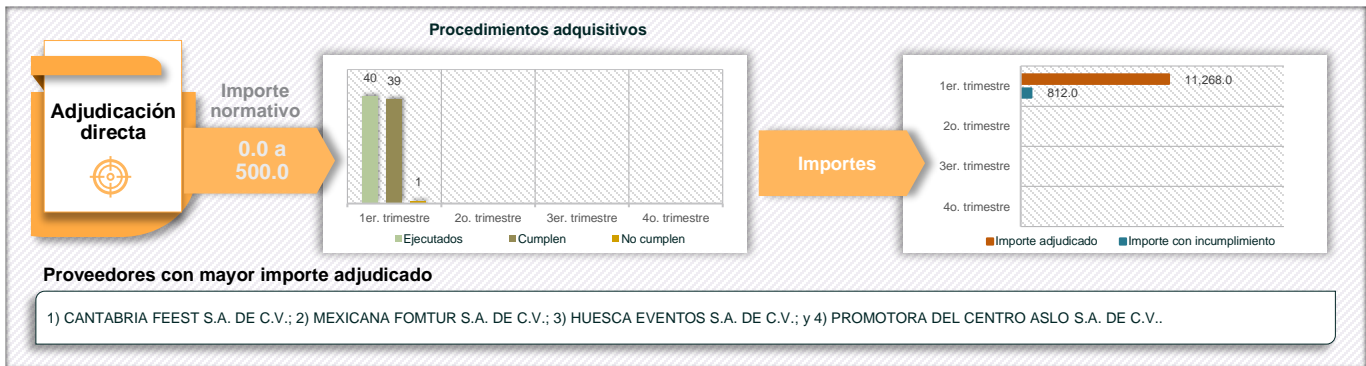 Procedimientos adquisitivos
Adjudicación
directa
Importe
normativo
0.0 a
500.0
40
39
1
1er. trimestre
2o. trimestre
3er. trimestre
4o. trimestre
Ejecutados
Cumplen
No cumplen
Importes
1er. trimestre
11,268.0
812.0
2o. trimestre
3er. trimestre
4o. trimestre
Importe adjudicado
Importe con incumplimiento
Proveedores con mayor importe adjudicado
1) CANTABRIA FEEST S.A. DE C.V.; 2) MEXICANA FOMTUR S.A. DE C.V.; 3) HUESCA EVENTOS S.A. DE C.V.; y 4) PROMOTORA DEL CENTRO ASLO S.A. DE C.V..